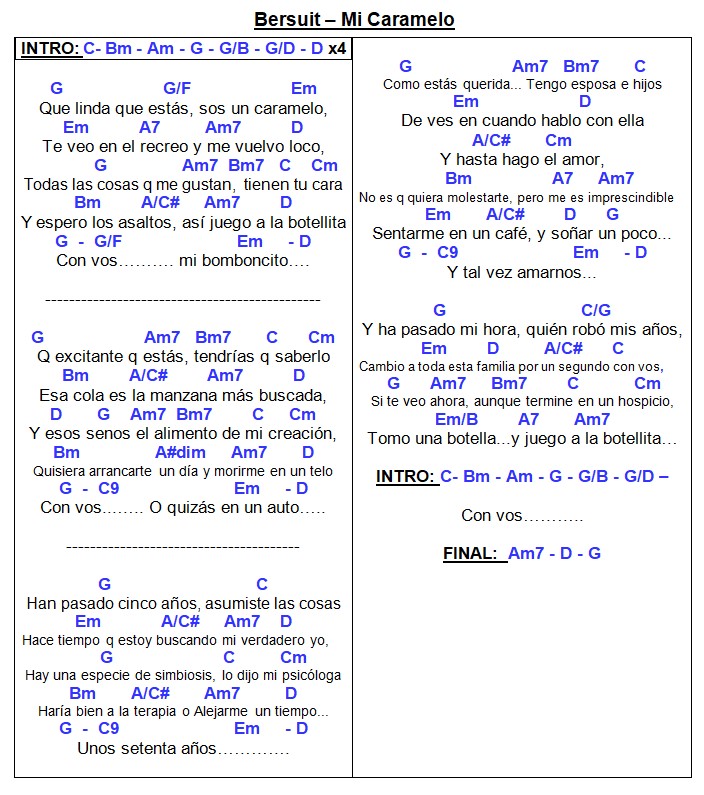 Bersuit – Mi Caramelo
INTRO: C- Bm - Am - G - G/B - G/D - D x4
G G/F Em
Que linda que estás, sos un caramelo,
Em A7 Am7 D
Te veo en el recreo y me vuelvo loco,
G Am7 Bm7 C Cm
Todas las cosas q me gustan, tienen tu cara
Bm A/C# Am7 D
Y espero los asaltos, así juego a la botellita
G - G/F Em - D
Con vos………. mi bomboncito….
----------------------------------------------
G Am7 Bm7 C Cm
Q excitante q estás, tendrías q saberlo
Bm A/C# Am7 D
Esa cola es la manzana más buscada,
D G Am7 Bm7 C Cm
Y esos senos el alimento de mi creación,
Bm A#dim Am7 D
Quisiera arrancarte un día y morirme en un telo
G - C9 Em - D
Con vos…….. O quizás en un auto…..
---------------------------------------
G C
Han pasado cinco años, asumiste las cosas
Em A/C# Am7 D
Hace tiempo q estoy buscando mi verdadero yo,
G C Cm
Hay una especie de simbiosis, lo dijo mi psicóloga
Bm A/C# Am7 D
Haría bien a la terapia o Alejarme un tiempo...
G - C9 Em - D
Unos setenta años………….
G Am7 Bm7 C
Como estás querida... Tengo esposa e hijos
Em D
De ves en cuando hablo con ella
A/C# Cm
Y hasta hago el amor,
Bm A7 Am7
No es q quiera molestarte, pero me es imprescindible
Em A/C# D G
Sentarme en un café, y soñar un poco...
G - C9 Em - D
Y tal vez amarnos...
G C/G
Y ha pasado mi hora, quién robó mis años,
Em D A/C# C
Cambio a toda esta familia por un segundo con vos,
G Am7 Bm7 C Cm
Si te veo ahora, aunque termine en un hospicio,
Em/B A7 Am7
Tomo una botella...y juego a la botellita…
INTRO: C- Bm - Am - G - G/B - G/D –
Con vos………..
FINAL: Am7 - D - G